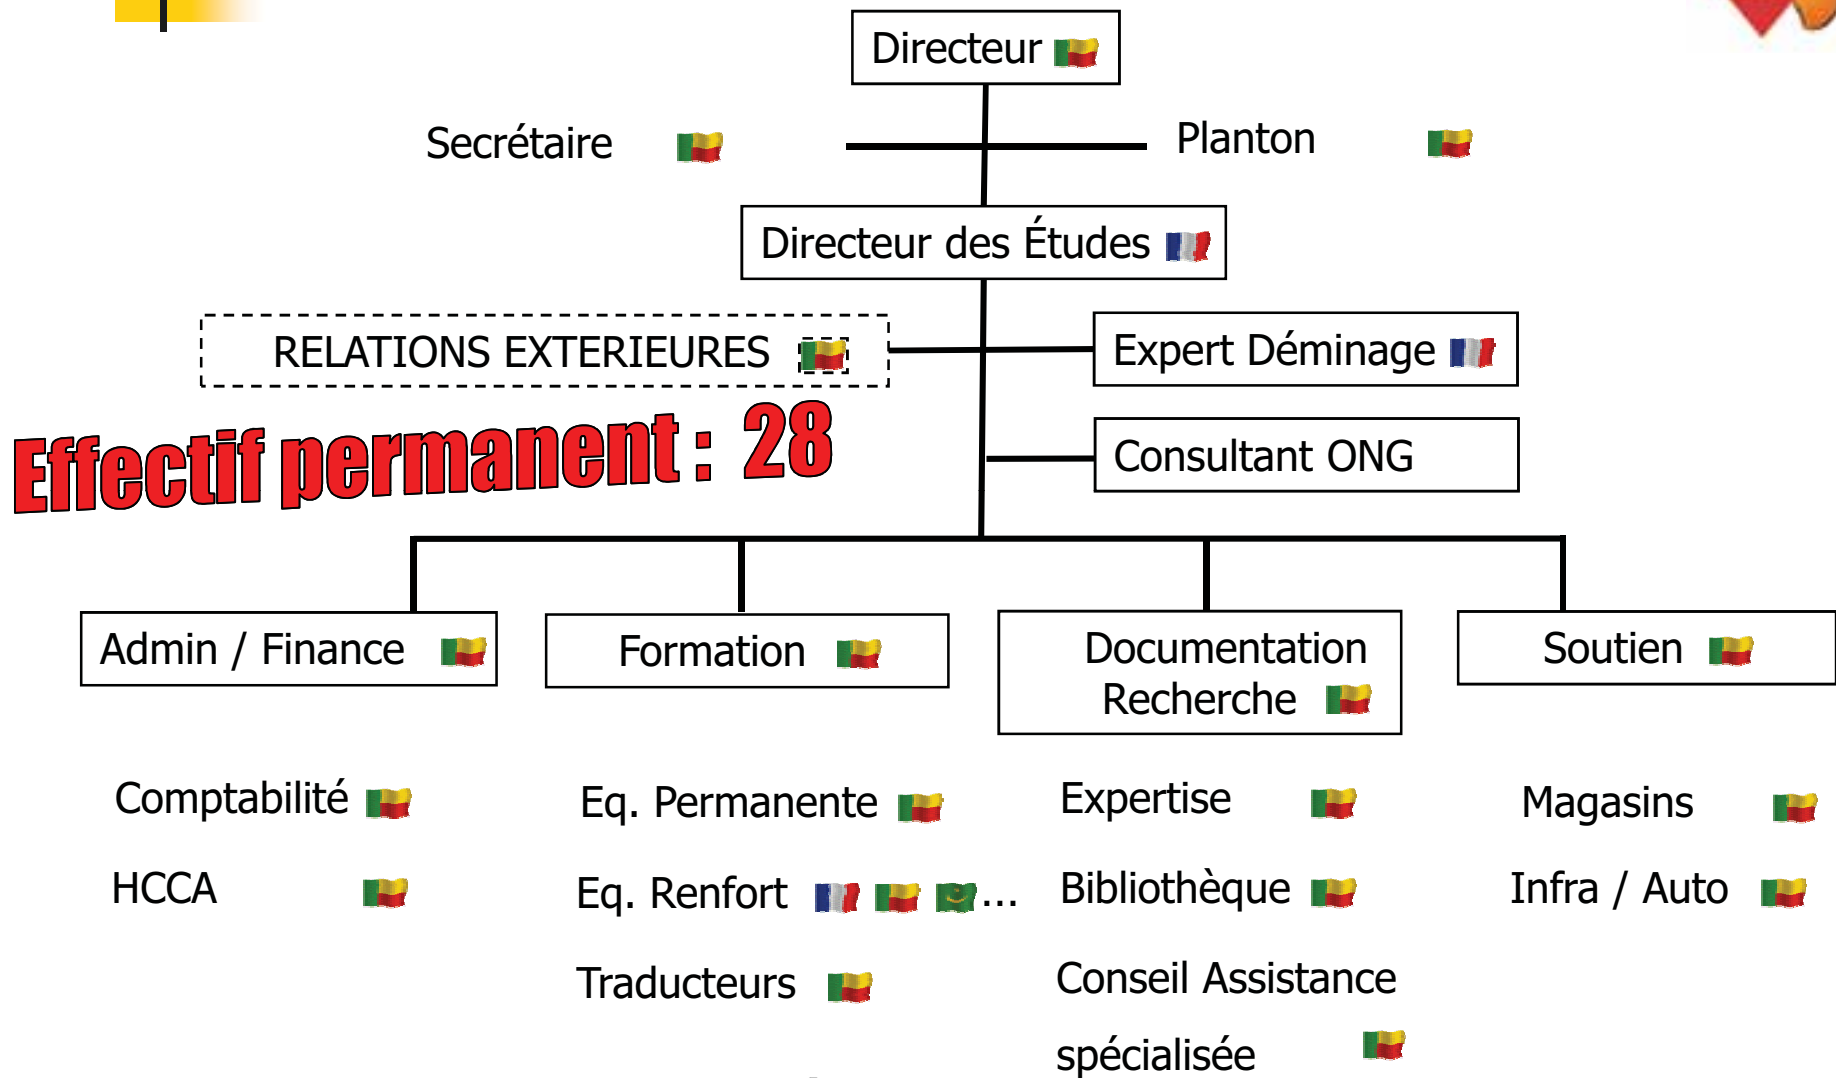 Directeur
Secrétaire
Planton
Directeur des Études
RELATIONS EXTERIEURES
Expert Déminage
Effectif permanent : 28
Consultant ONG
Admin / Finance
Formation
Documentation
Recherche
Soutien
Comptabilité
Eq. Permanente
Expertise
Magasins
HCCA
Eq. Renfort ...
Bibliothèque
Infra / Auto
Traducteurs
Conseil Assistance
spécialisée